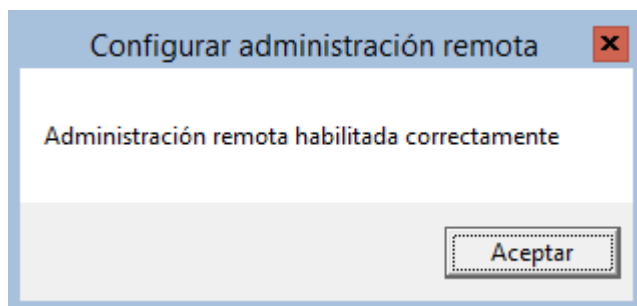 Configurar administración remota
Administración remota habilitada correctamente
Aceptar